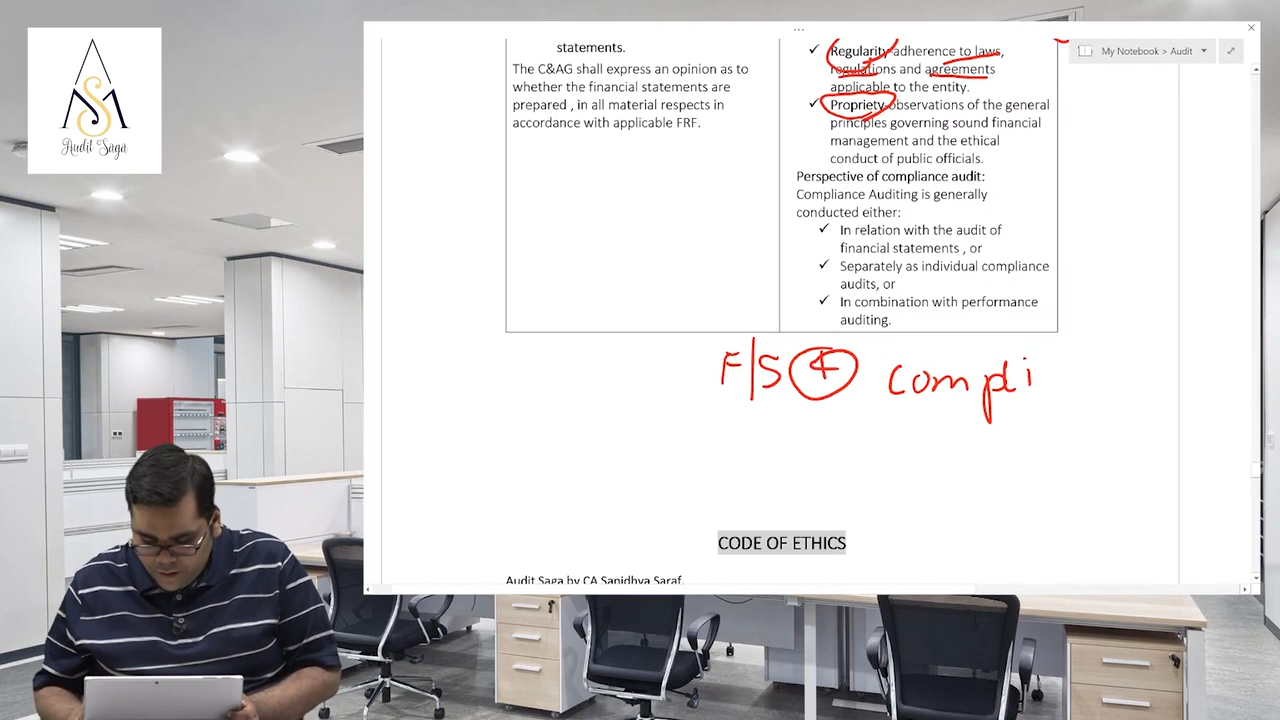 Audit Saga
My Notebook > Audit
statements.
The C&AG shall express an opinion as to
whether the financial statements are
prepared , in all material respects in
accordance with applicable FRF.
✓ Regularity adherence to laws,
regulations and agreements
applicable to the entity.
✓ Propriety observations of the general
principles governing sound financial
management and the ethical
conduct of public officials.
Perspective of compliance audit:
Compliance Auditing is generally
conducted either:
✓ In relation with the audit of
financial statements , or
✓ Separately as individual compliance
audits, or
✓ In combination with performance
auditing.
F/S + compli
CODE OF ETHICS
Audit Saga by CA Sanidhya Saraf.